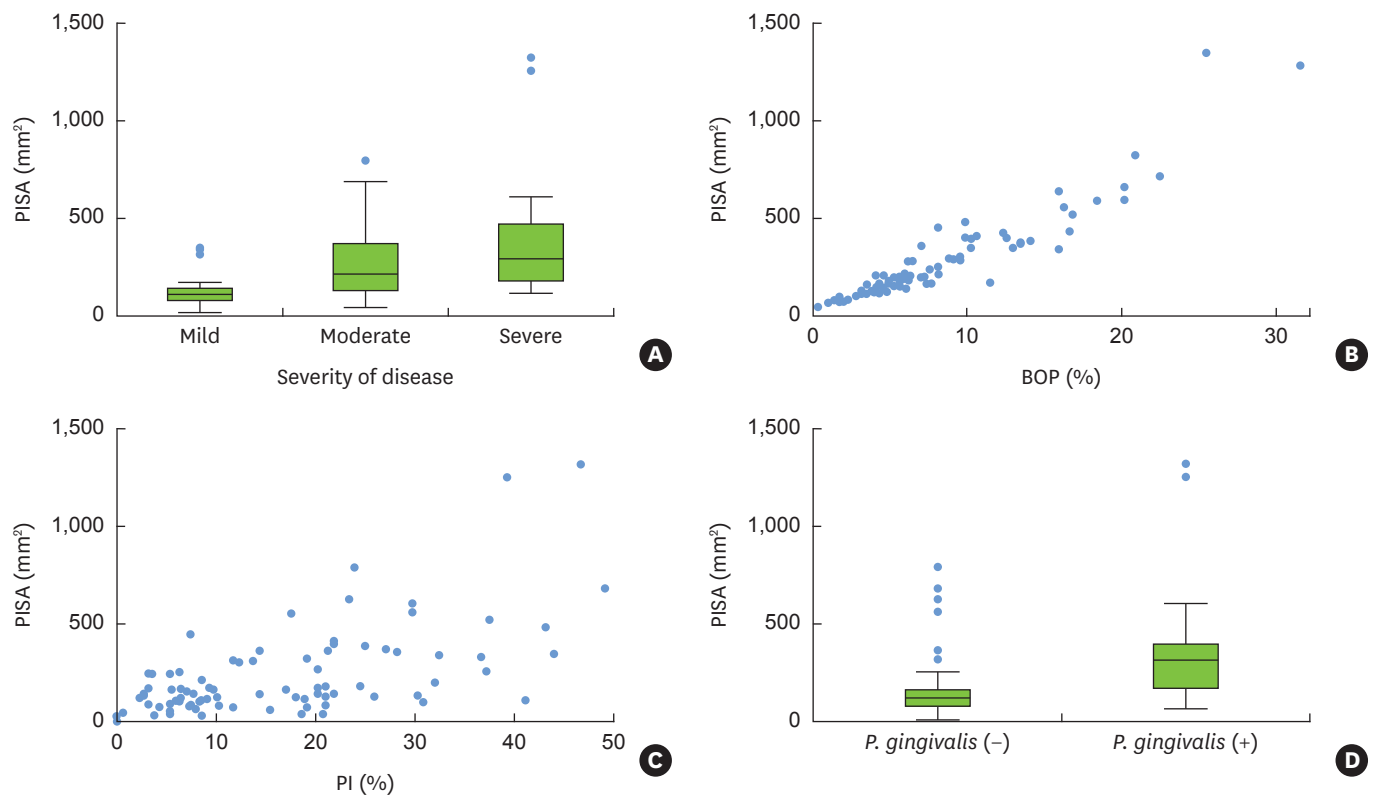 1,500
1,000
500
0
PISA (mm²)
Mild Moderate Severe
Severity of disease
A
1,500
1,000
500
0
PISA (mm²)
0 10 20 30
BOP (%)
B
1,500
1,000
500
0
PISA (mm²)
0 10 20 30 40 50
PI (%)
C
1,500
1,000
500
0
PISA (mm²)
P. gingivalis (−) P. gingivalis (+)
D